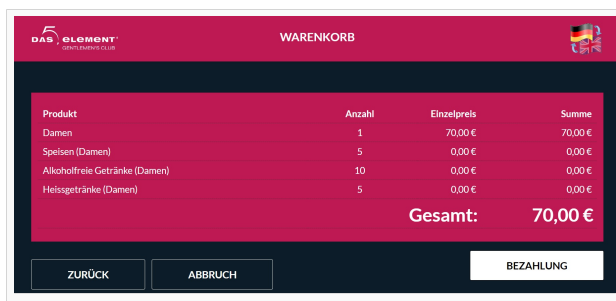 DAS 5 ELEMENT
GENTLEMEN'S CLUB
WARENKORB
Produkt Anzahl Einzelpreis Summe
Damen 1 70,00 € 70,00 €
Speisen (Damen) 5 0,00 € 0,00 €
Alkoholfreie Getränke (Damen) 10 0,00 € 0,00 €
Heissgetränke (Damen) 5 0,00 € 0,00 €
Gesamt: 70,00 €
ZURÜCK ABBRUCH BEZAHLUNG